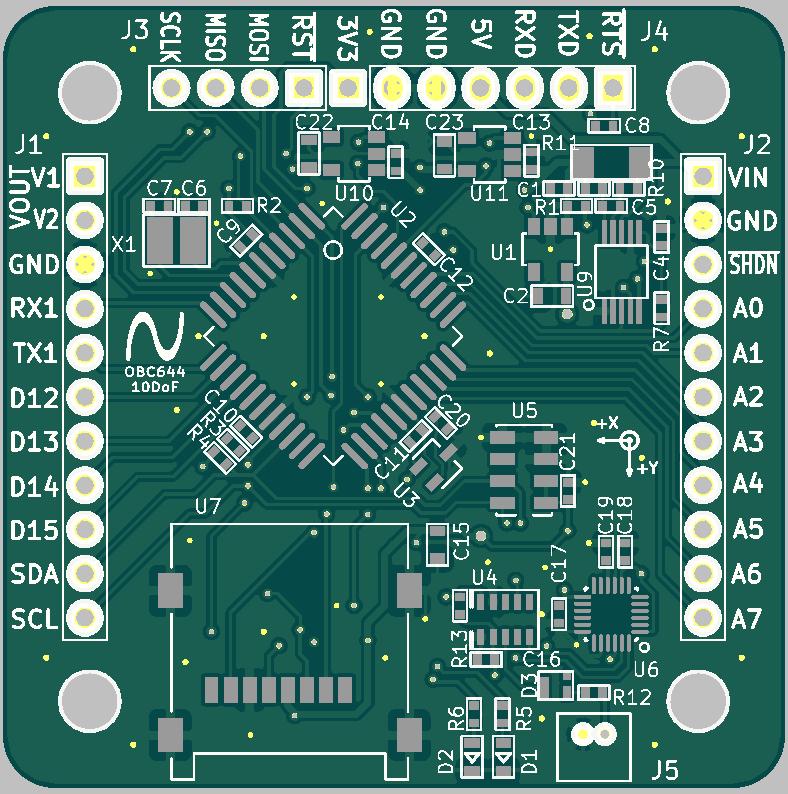 J3
SCLK
MISO
MOSI
RST
3V3
GND
GND
5V
RXD
TXD
RTS
J4
C8
C22
C14
C23
C13
R11
J1
J2
U10
U11
C1
R10
VOUT
V1
V2
GND
RX1
TX1
D12
D13
D14
D15
SDA
SCL
VIN
GND
SHDN
A0
A1
A2
A3
A4
A5
A6
A7
C7
C6
R2
R1
C5
X1
C9
U2
C12
U1
C4
C2
U9
R7
OBC644
10DoF
C10
R3
R4
C20
C11
U3
U5
C21
+X
+Y
U7
C15
C19
C18
C17
U4
R13
C16
U6
D3
R12
R6
R5
D2
D1
J5